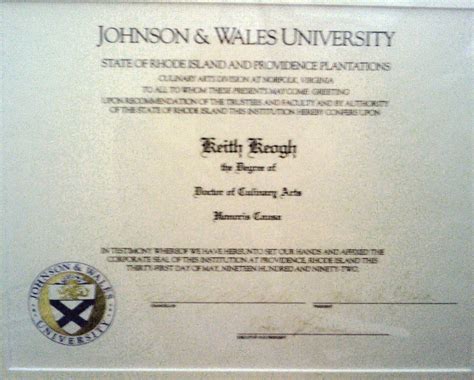 JOHNSON & WALES UNIVERSITY
STATE OF RHODE ISLAND AND PROVIDENCE PLANTATIONS
CULINARY ARTS DIVISION AT NORFOLK, VIRGINIA
TO ALL TO WHOM THESE PRESENTS MAY COME, GREETING
UPON RECOMMENDATION OF THE TRUSTEES AND FACULTY AND BY AUTHORITY
OF THE STATE OF RHODE ISLAND THIS INSTITUTION HEREBY CONFERS UPON
Keith Keogh
the Degree of
Doctor of Culinary Arts
Honoris Causa
IN TESTIMONY WHEREOF WE HAVE HEREUNTO SET OUR HANDS AND AFFIXED THE
CORPORATE SEAL OF THIS INSTITUTION AT PROVIDENCE, RHODE ISLAND THIS
THIRTY-FIRST DAY OF MAY, NINETEEN HUNDRED AND NINETY-TWO.
JOHNSON & WALES
UNIVERSITY
CHANCELLOR
PRESIDENT